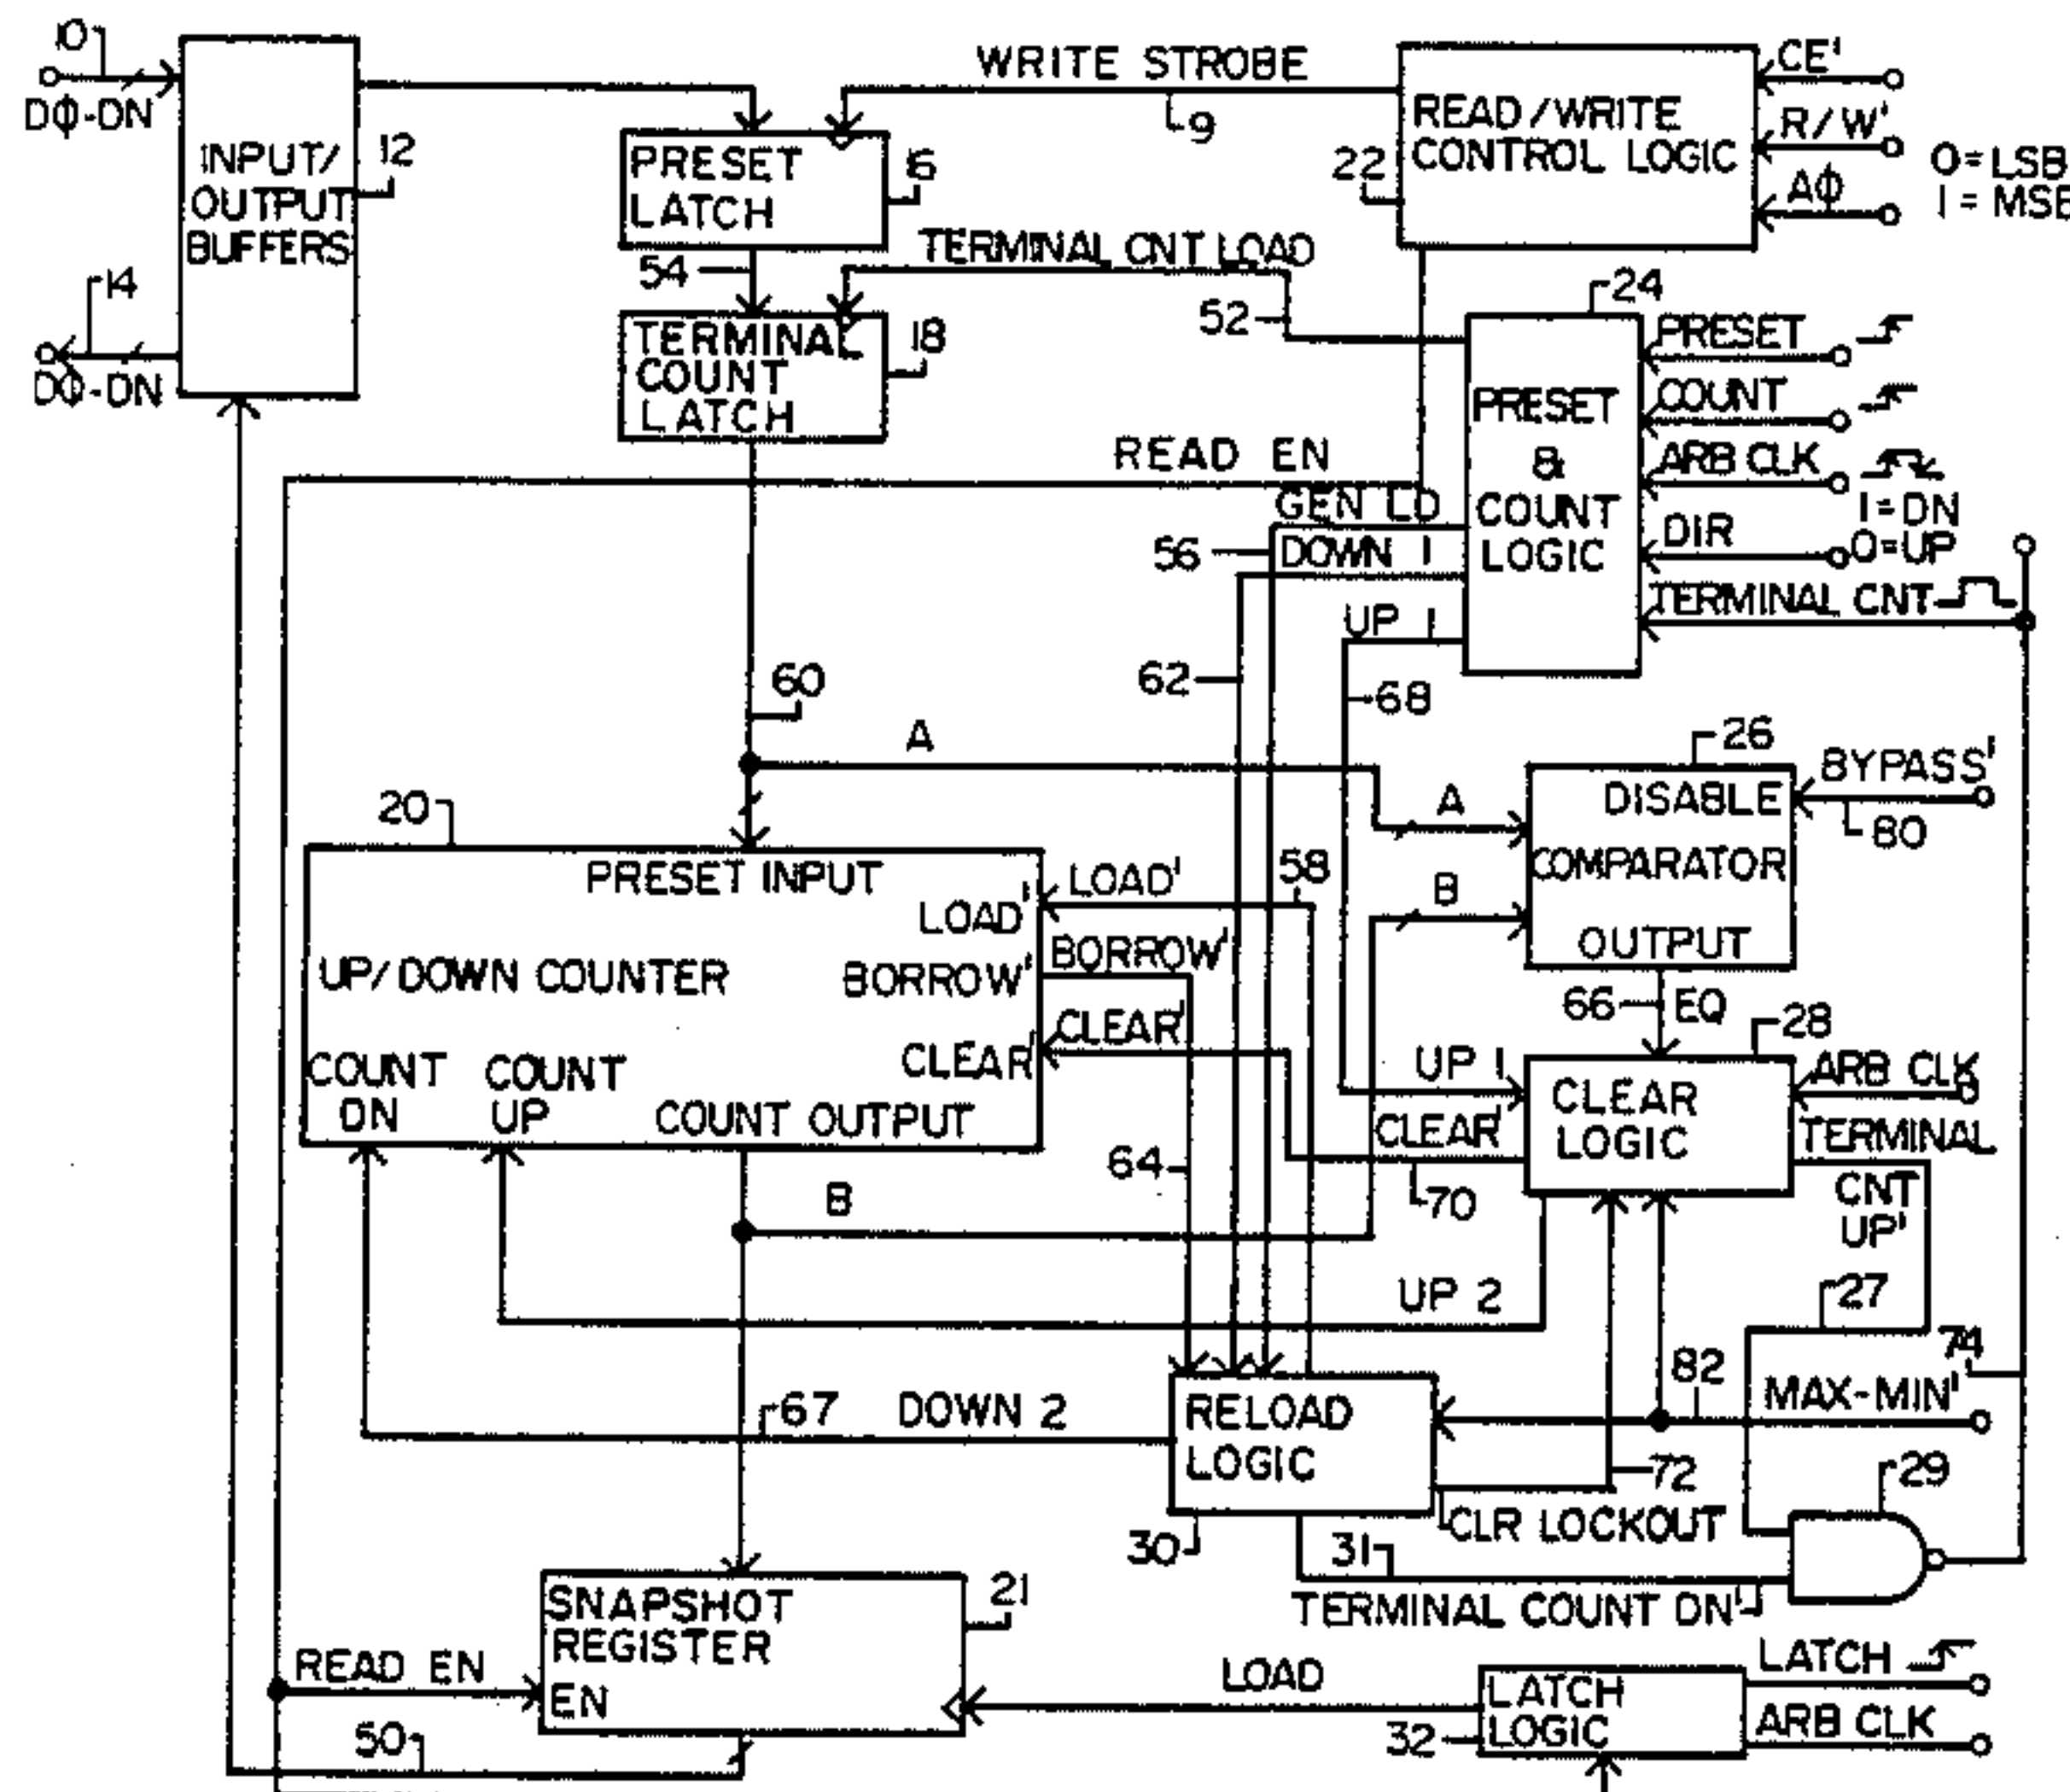 10
DΦ-DN
INPUT/
OUTPUT
BUFFERS
12
14
DΦ-DN
WRITE STROBE
9
PRESET
LATCH
16
54
TERMINAL CNT LOAD
52
TERMINAL
COUNT
LATCH
18
READ/WRITE
CONTROL LOGIC
22
CE'
R/W'
AΦ
0=LSB
1=MSB
24
PRESET
&
COUNT
LOGIC
PRESET
COUNT
ARB CLK
1=DN
DIR
0=UP
TERMINAL CNT
READ EN
GEN LD
56
DOWN 1
UP 1
62
68
60
A
20
PRESET INPUT
LOAD'
UP/DOWN COUNTER
BORROW'
CLEAR'
COUNT
DN
COUNT
UP
COUNT OUTPUT
LOAD'
58
BORROW'
CLEAR'
64
A
B
26
DISABLE
COMPARATOR
OUTPUT
BYPASS'
80
66
EQ
28
UP 1
CLEAR
LOGIC
CLEAR'
70
ARB CLK
TERMINAL
CNT
UP'
27
74
B
UP 2
82
MAX-MIN'
67
DOWN 2
RELOAD
LOGIC
72
29
CLR LOCKOUT
30
31
TERMINAL COUNT DN'
SNAPSHOT
REGISTER
EN
21
READ EN
50
LOAD
LATCH
LOGIC
32
LATCH
ARB CLK